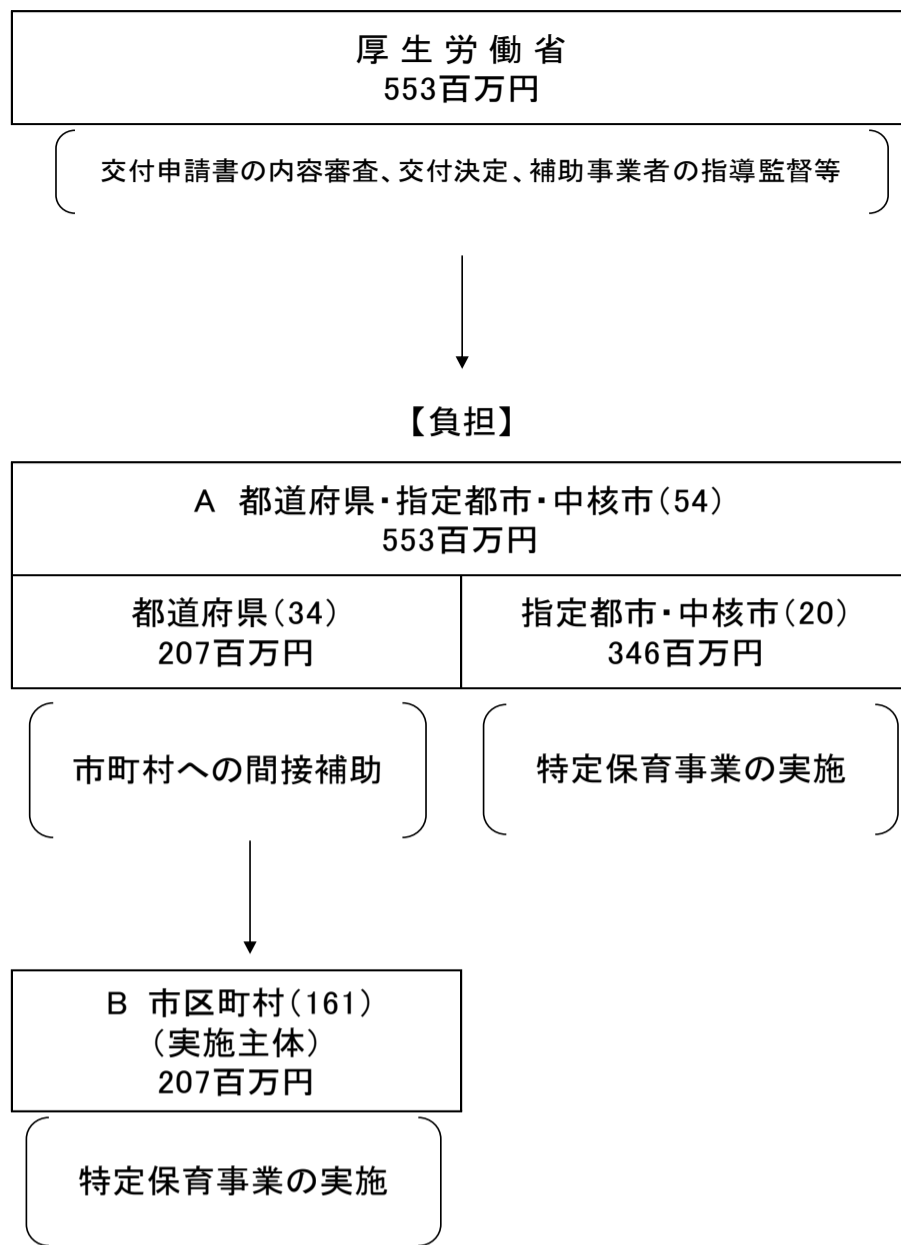 厚生労働省
553百万円
交付申請書の内容審査、交付決定、補助事業者の指導監督等
【負担】
A 都道府県・指定都市・中核市(54)
553百万円
都道府県(34)
207百万円
指定都市・中核市(20)
346百万円
市町村への間接補助
特定保育事業の実施
B 市区町村(161)
(実施主体)
207百万円
特定保育事業の実施